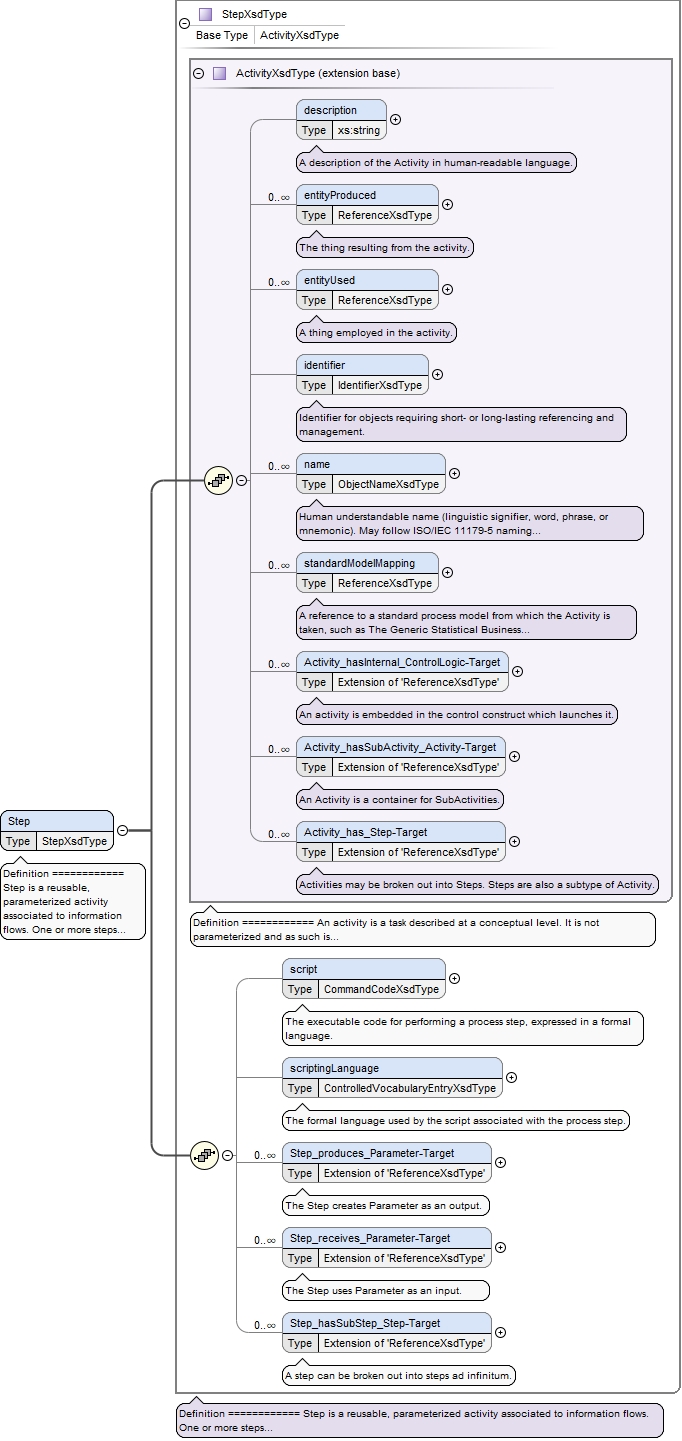 StepXsdType
Base Type ActivityXsdType
ActivityXsdType (extension base)
description
Type xs:string
A description of the Activity in human-readable language.
0..∞ entityProduced
Type ReferenceXsdType
The thing resulting from the activity.
0..∞ entityUsed
Type ReferenceXsdType
A thing employed in the activity.
identifier
Type IdentifierXsdType
Identifier for objects requiring short- or long-lasting referencing and
management.
0..∞ name
Type ObjectNameXsdType
Human understandable name (linguistic signifier, word, phrase, or
mnemonic). May follow ISO/IEC 11179-5 naming...
0..∞ standardModelMapping
Type ReferenceXsdType
A reference to a standard process model from which the Activity is
taken, such as The Generic Statistical Business...
0..∞ Activity_hasInternal_ControlLogic-Target
Type Extension of 'ReferenceXsdType'
An activity is embedded in the control construct which launches it.
0..∞ Activity_hasSubActivity_Activity-Target
Type Extension of 'ReferenceXsdType'
An Activity is a container for SubActivities.
0..∞ Activity_has_Step-Target
Type Extension of 'ReferenceXsdType'
Activities may be broken out into Steps. Steps are also a subtype of Activity.
Step
Type StepXsdType
Definition ============
Step is a reusable,
parameterized activity
associated to information
flows. One or more steps...
Definition ============ An activity is a task described at a conceptual level. It is not
parameterized and as such is...
script
Type CommandCodeXsdType
The executable code for performing a process step, expressed in a formal
language.
scriptingLanguage
Type ControlledVocabularyEntryXsdType
The formal language used by the script associated with the process step.
0..∞ Step_produces_Parameter-Target
Type Extension of 'ReferenceXsdType'
The Step creates Parameter as an output.
0..∞ Step_receives_Parameter-Target
Type Extension of 'ReferenceXsdType'
The Step uses Parameter as an input.
0..∞ Step_hasSubStep_Step-Target
Type Extension of 'ReferenceXsdType'
A step can be broken out into steps ad infinitum.
Definition ============ Step is a reusable, parameterized activity associated to information flows.
One or more steps...